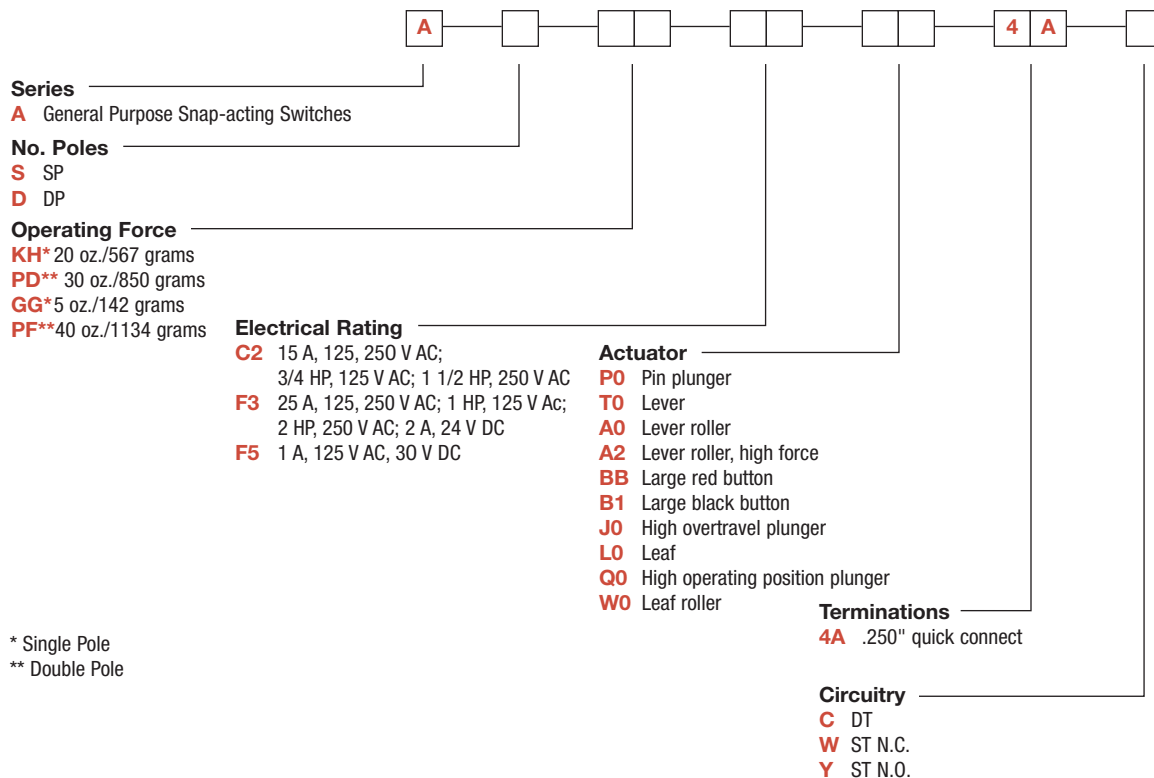 A 4 A
Series
A General Purpose Snap-acting Switches
No. Poles
S SP
D DP
Operating Force
KH* 20 oz./567 grams
PD** 30 oz./850 grams
GG* 5 oz./142 grams
PF** 40 oz./1134 grams
Electrical Rating
C2 15 A, 125, 250 V AC;
3/4 HP, 125 V AC; 1 1/2 HP, 250 V AC
F3 25 A, 125, 250 V AC; 1 HP, 125 V Ac;
2 HP, 250 V AC; 2 A, 24 V DC
F5 1 A, 125 V AC, 30 V DC
Actuator
P0 Pin plunger
T0 Lever
A0 Lever roller
A2 Lever roller, high force
BB Large red button
B1 Large black button
J0 High overtravel plunger
L0 Leaf
Q0 High operating position plunger
W0 Leaf roller
Terminations
4A .250" quick connect
Circuitry
C DT
W ST N.C.
Y ST N.O.
* Single Pole
** Double Pole